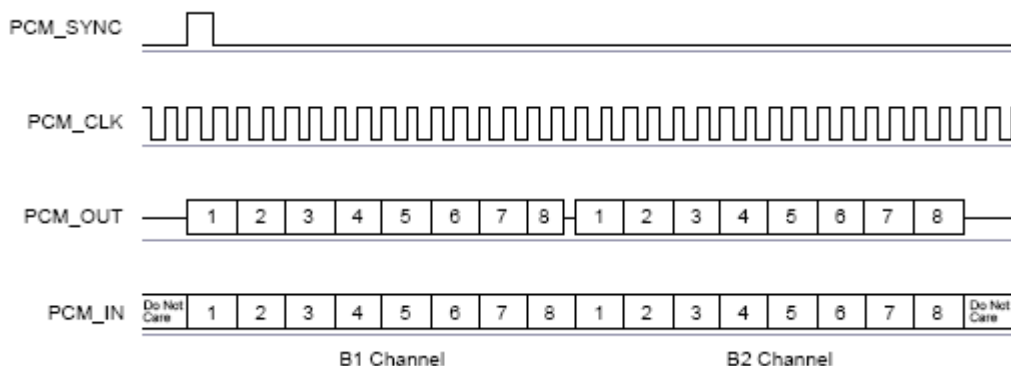 PCM_SYNC
PCM_CLK
PCM_OUT 1 2 3 4 5 6 7 8 1 2 3 4 5 6 7 8
PCM_IN Do Not Care 1 2 3 4 5 6 7 8 1 2 3 4 5 6 7 8 Do Not Care
B1 Channel B2 Channel